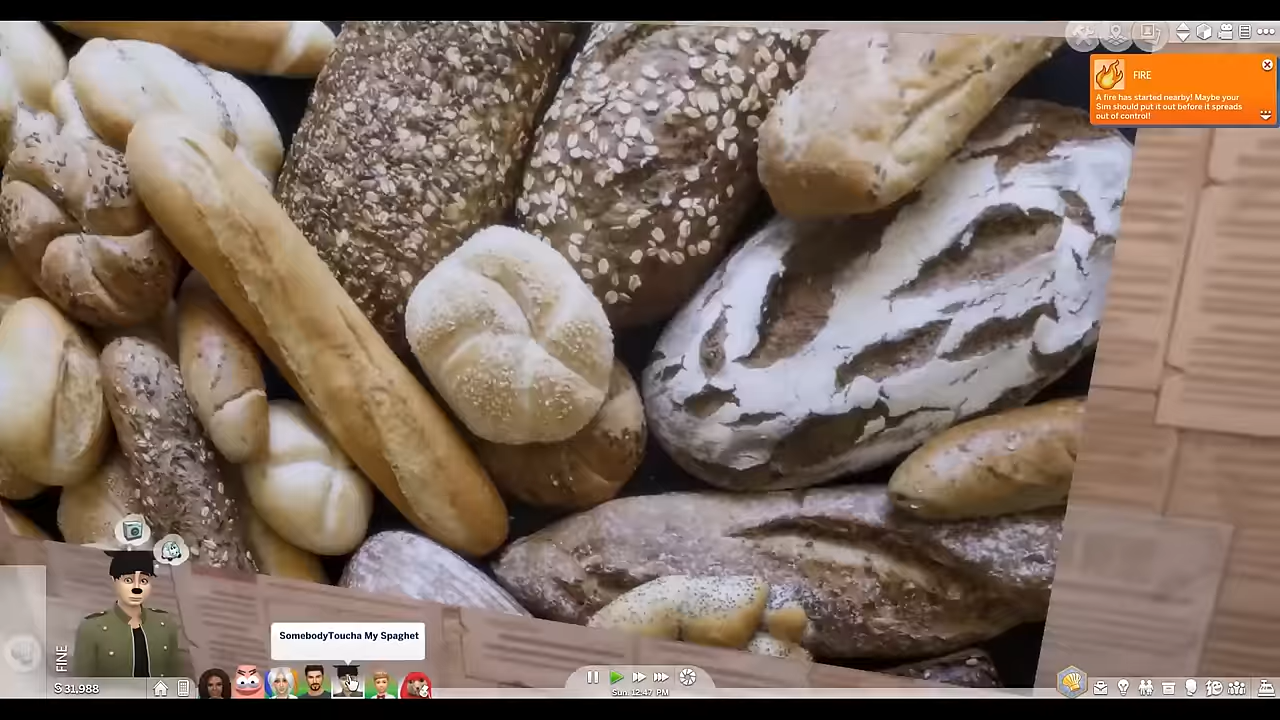 FIRE
A fire has started nearby! Maybe your
Sim should put it out before it spreads
out of control!
SomebodyToucha My Spaghet
FINE
$ 31,988
Sun. 12:47 PM